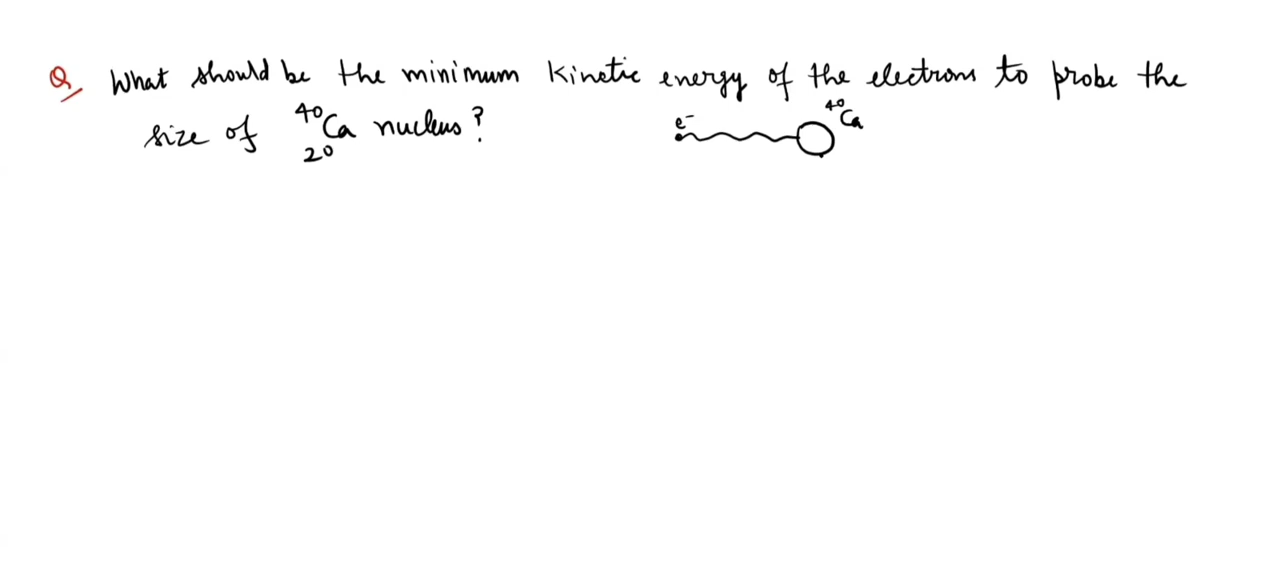 Q. What should be the minimum kinetic energy of the electrons to probe the
size of ⁴⁰₂₀Ca nucleus?
e⁻ ⁴⁰Ca